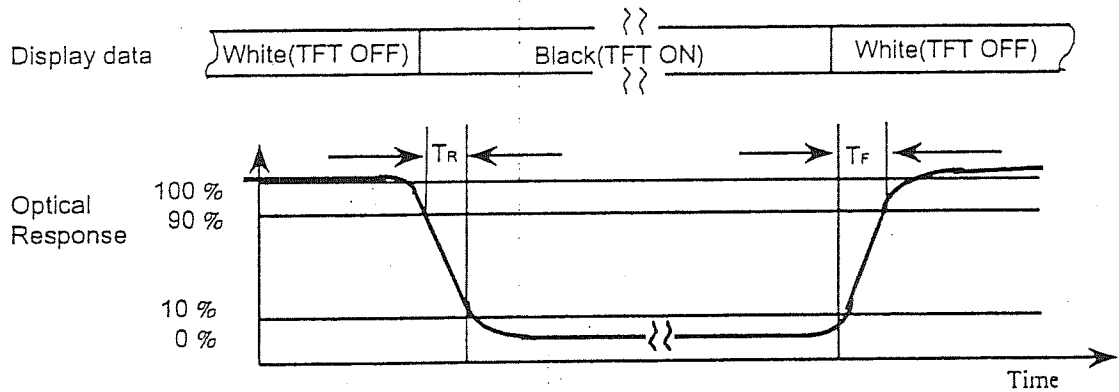 Display data
White(TFT OFF) Black(TFT ON) White(TFT OFF)
TR TF
100 %
Optical
Response
90 %
10 %
0 %
Time